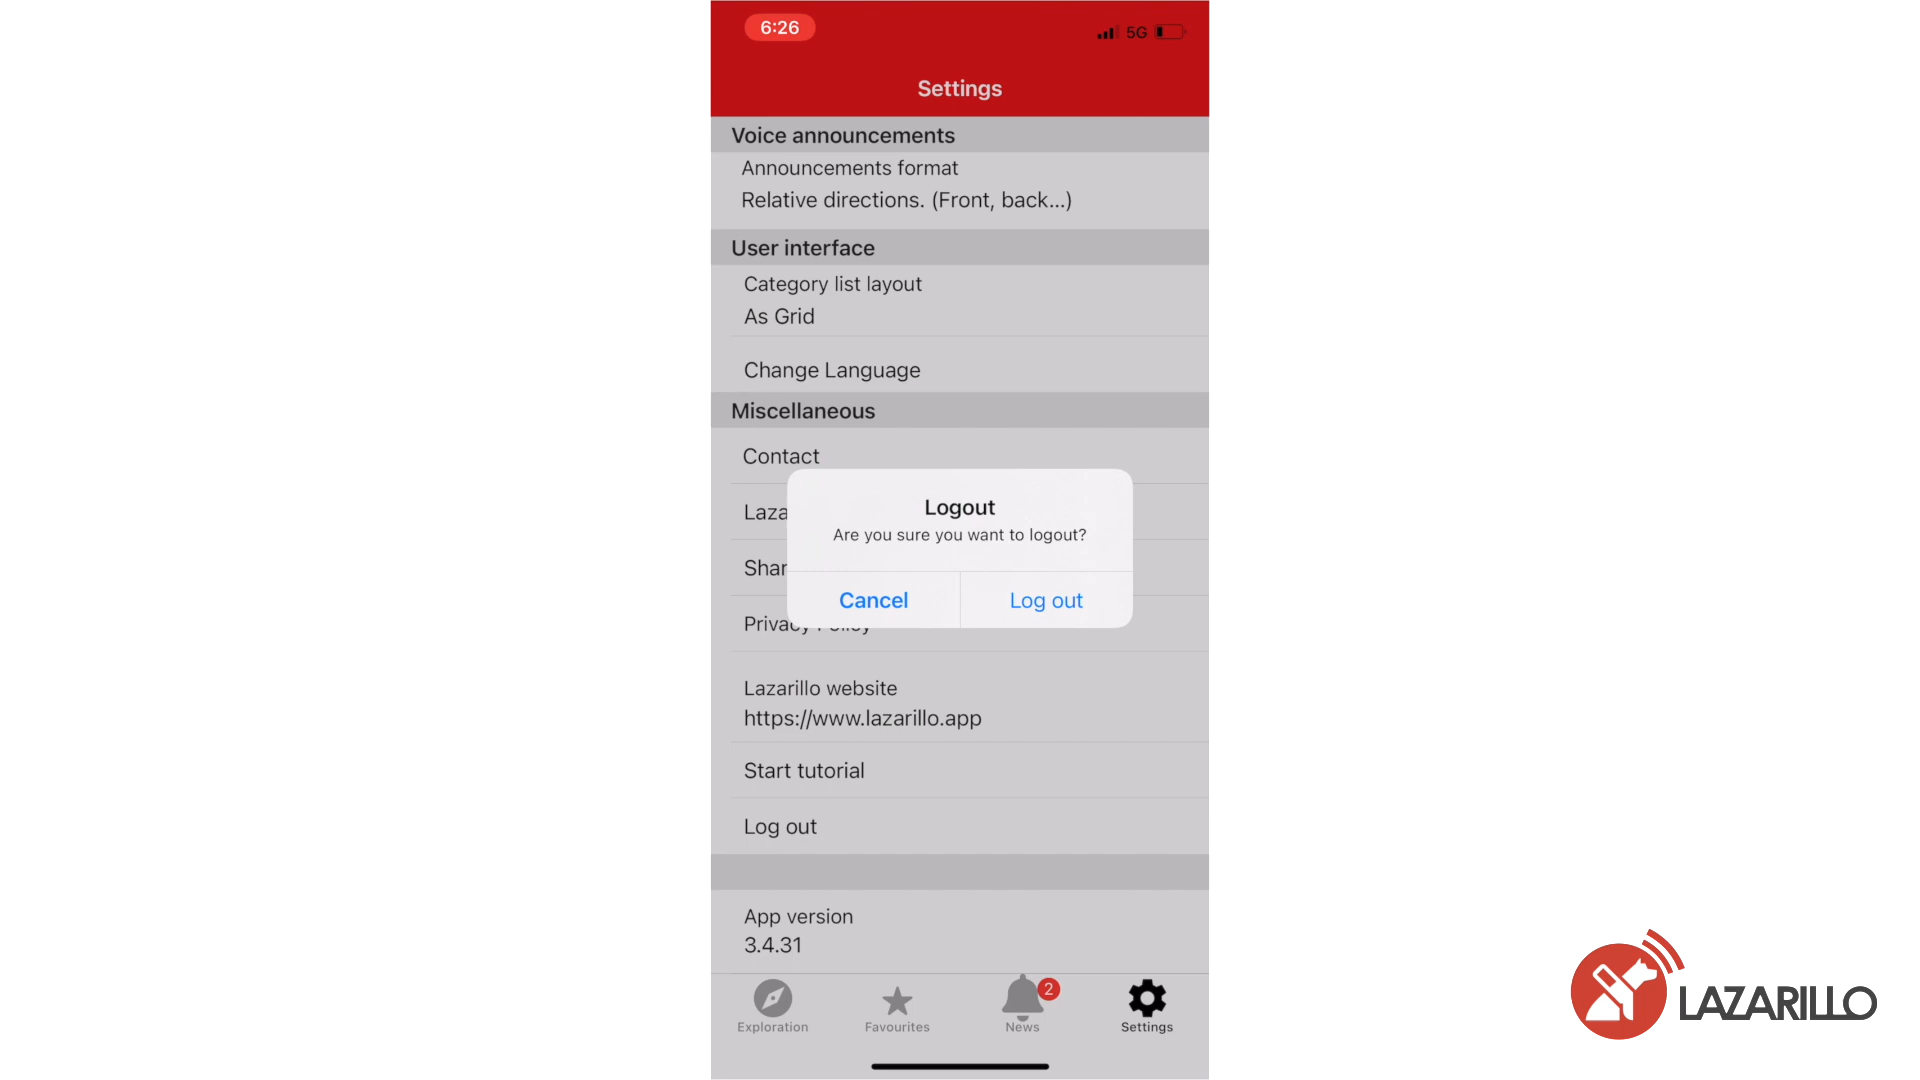 6:26
5G
Settings
Voice announcements
Announcements format
Relative directions. (Front, back...)
User interface
Category list layout
As Grid
Change Language
Miscellaneous
Contact
Logout
Are you sure you want to logout?
Cancel
Log out
Lazarillo website
https://www.lazarillo.app
Start tutorial
Log out
App version
3.4.31
2
Exploration
Favourites
News
Settings
LAZARILLO